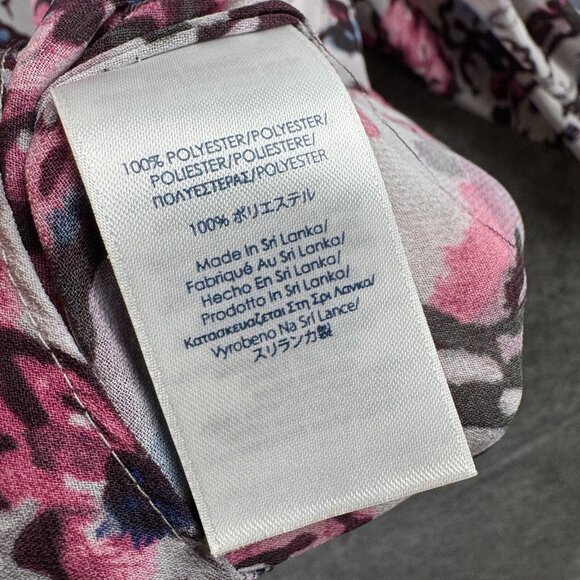 100% POLYESTER/POLYESTER/
POLIESTER/POLIESTERE/
ΠΟΛΥΕΣΤΕΡΑΣ/POLYESTER
100% ポリエステル
Made In Sri Lanka/
Fabriqué Au Sri Lanka/
Hecho En Sri Lanka/
Prodotto In Sri Lanka/
Κατασκευαζεται Στη Σρι Λανκα/
Vyrobeno Na Srí Lance/
スリランカ製